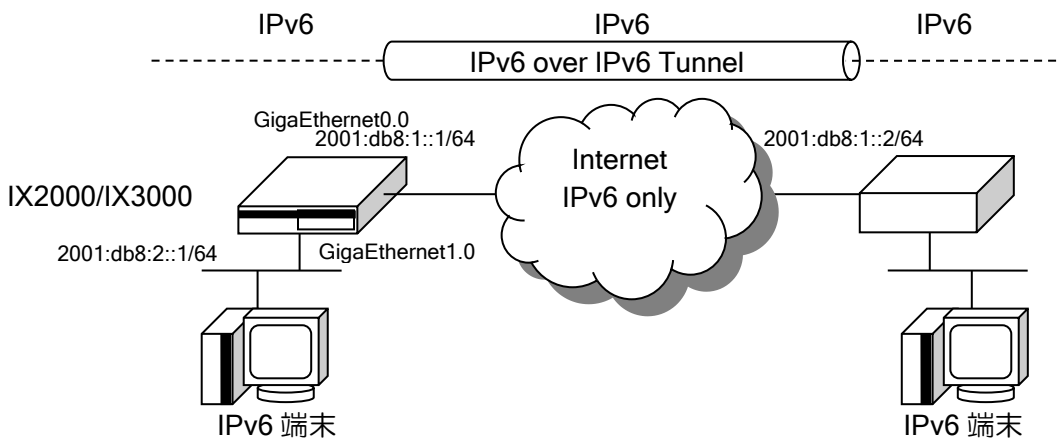 IPv6
IPv6
IPv6
IPv6 over IPv6 Tunnel
GigaEthernet0.0
2001:db8:1::1/64
2001:db8:1::2/64
Internet
IPv6 only
IX2000/IX3000
2001:db8:2::1/64
GigaEthernet1.0
IPv6 端末
IPv6 端末